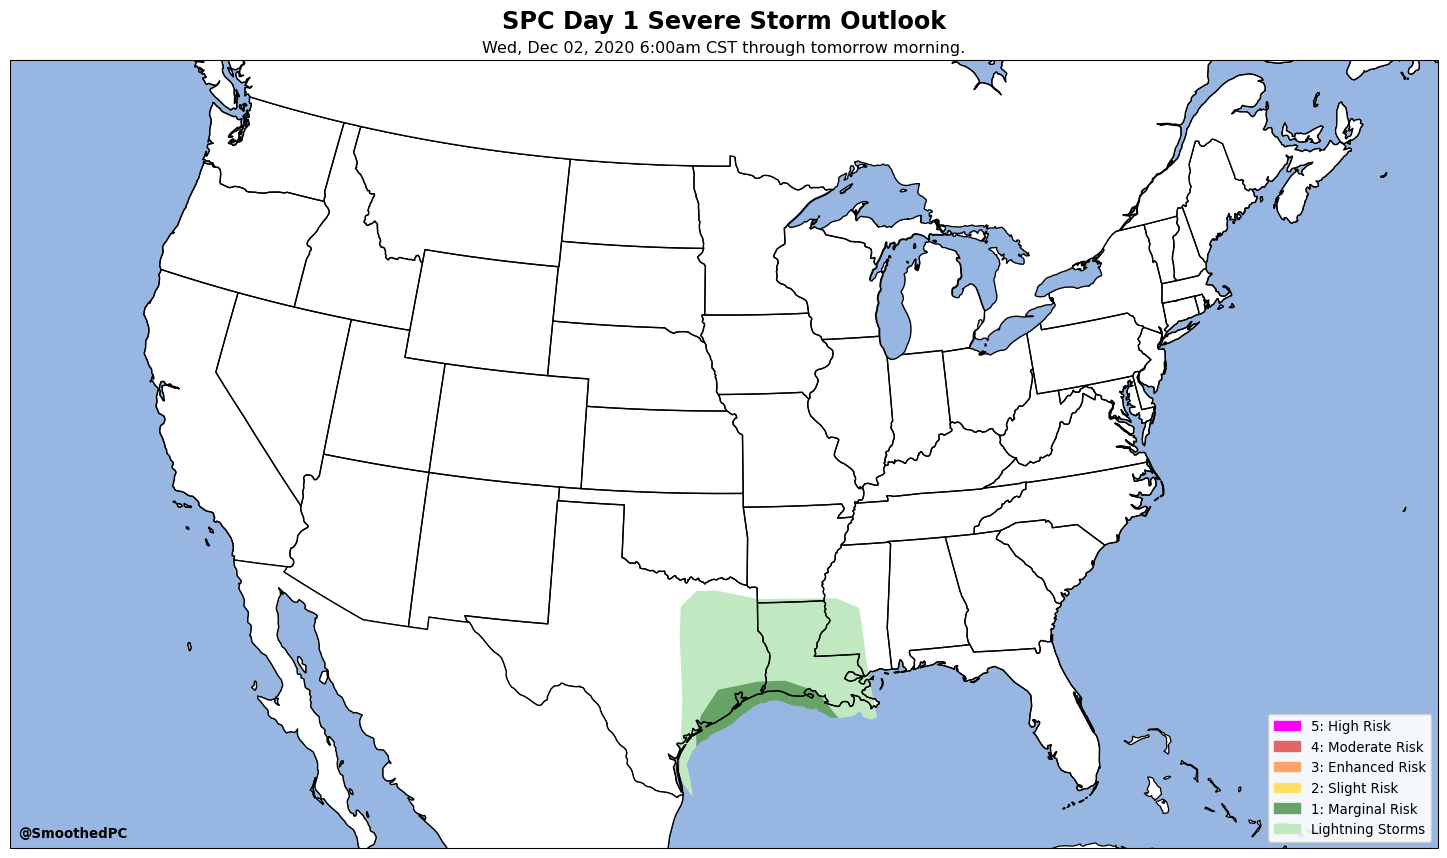 SPC Day 1 Severe Storm Outlook
Wed, Dec 02, 2020 6:00am CST through tomorrow morning.
5: High Risk
4: Moderate Risk
3: Enhanced Risk
2: Slight Risk
1: Marginal Risk
Lightning Storms
@SmoothedPC